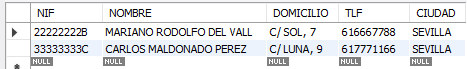 NIF NOMBRE DOMICILIO TLF CIUDAD
22222222B MARIANO RODOLFO DEL VALL C/ SOL, 7 616667788 SEVILLA
33333333C CARLOS MALDONADO PEREZ C/ LUNA, 9 617771166 SEVILLA
NULL NULL NULL NULL NULL